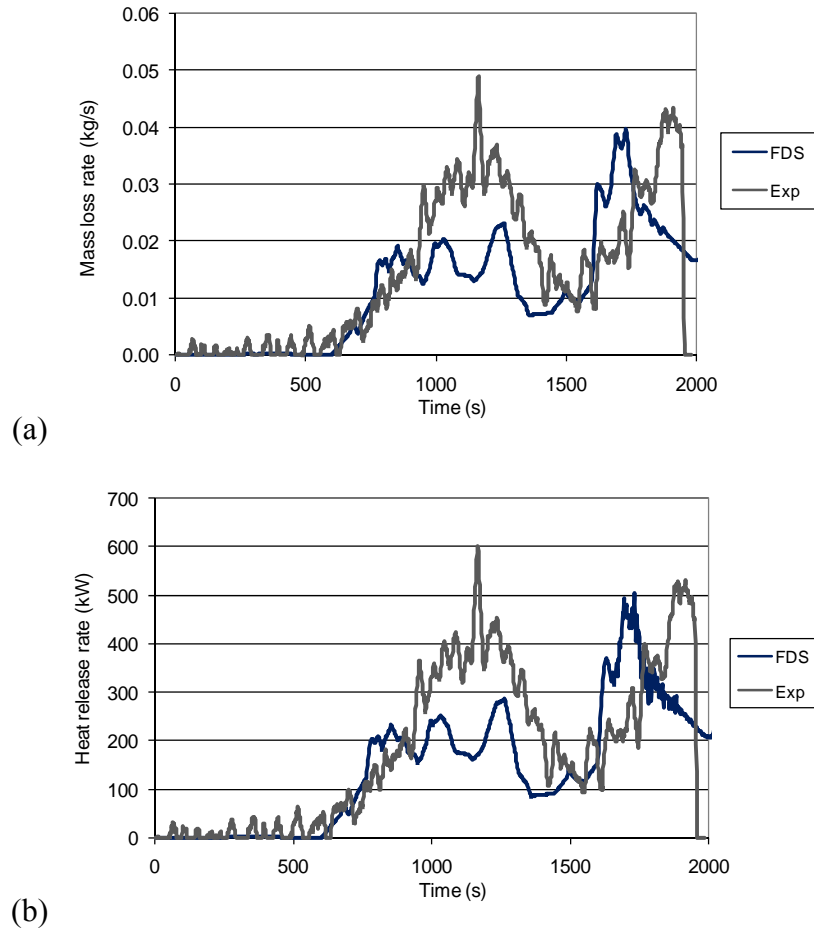 0.06
0.05
0.04
0.03
0.02
0.01
0.00
Mass loss rate (kg/s)
0 500 1000 1500 2000
Time (s)
FDS
Exp
(a)
700
600
500
400
300
200
100
0
Heat release rate (kW)
0 500 1000 1500 2000
Time (s)
FDS
Exp
(b)